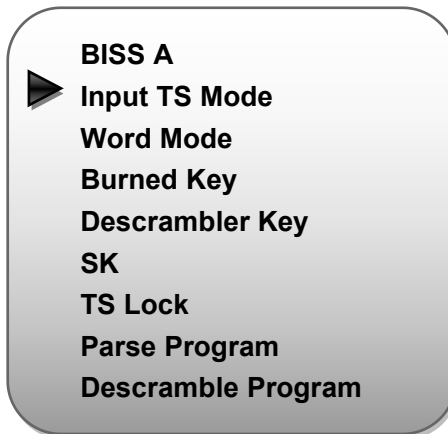 BISS A
Input TS Mode
Word Mode
Burned Key
Descrambler Key
SK
TS Lock
Parse Program
Descramble Program